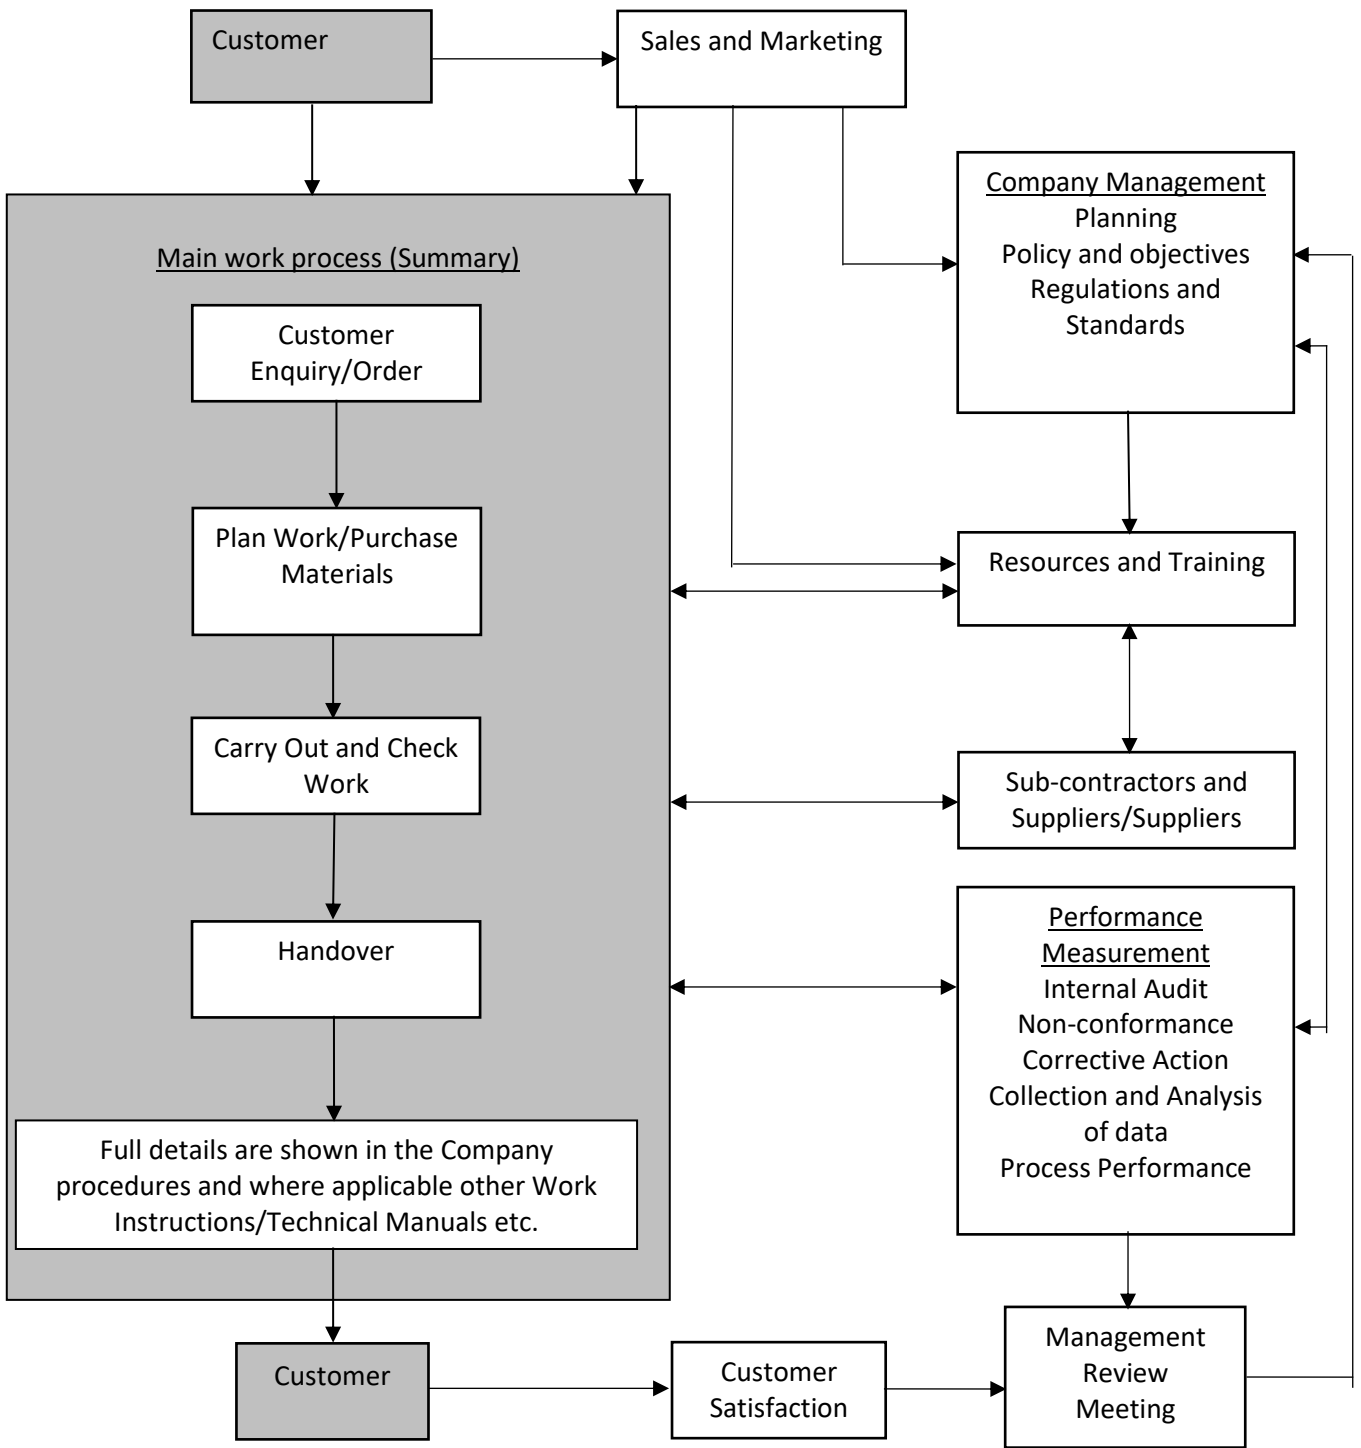 Customer
Sales and Marketing
Company Management
Planning
Policy and objectives
Regulations and
Standards
Main work process (Summary)
Customer
Enquiry/Order
Plan Work/Purchase
Materials
Resources and Training
Carry Out and Check
Work
Sub-contractors and
Suppliers/Suppliers
Handover
Performance
Measurement
Internal Audit
Non-conformance
Corrective Action
Collection and Analysis
of data
Process Performance
Full details are shown in the Company
procedures and where applicable other Work
Instructions/Technical Manuals etc.
Customer
Customer
Satisfaction
Management
Review
Meeting